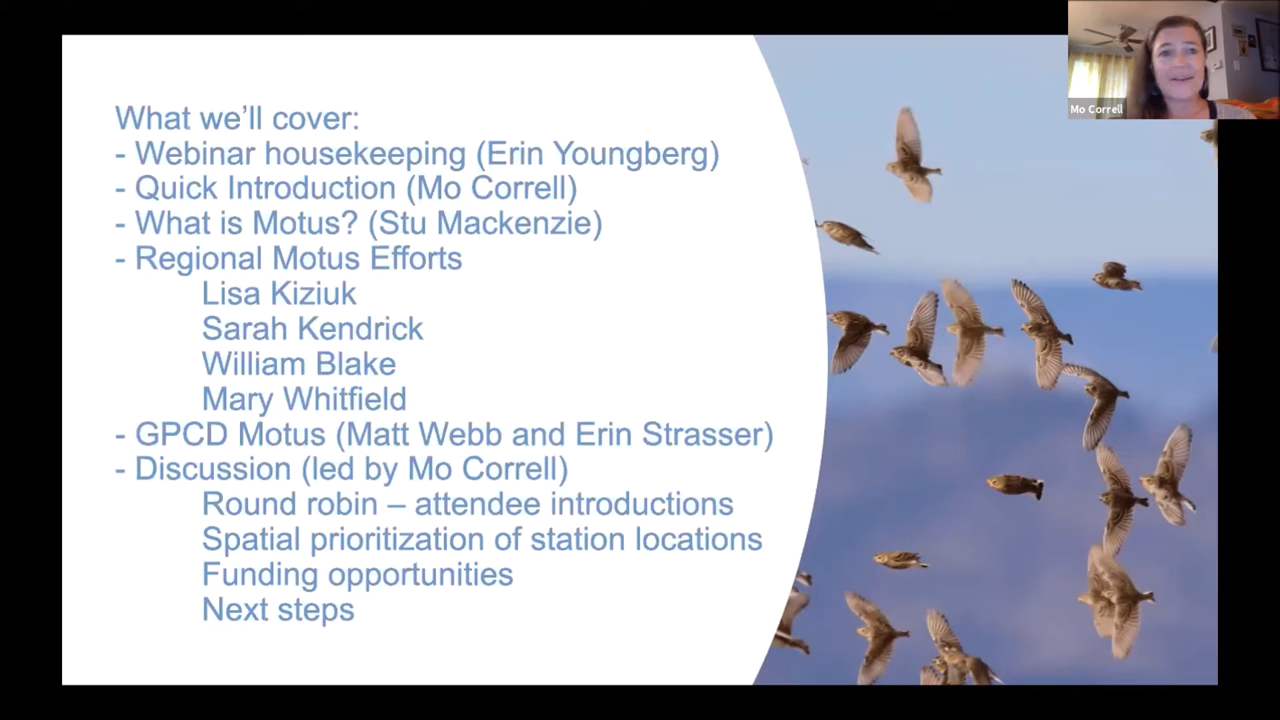 What we'll cover:
- Webinar housekeeping (Erin Youngberg)
- Quick Introduction (Mo Correll)
- What is Motus? (Stu Mackenzie)
- Regional Motus Efforts
Lisa Kiziuk
Sarah Kendrick
William Blake
Mary Whitfield
- GPCD Motus (Matt Webb and Erin Strasser)
- Discussion (led by Mo Correll)
Round robin – attendee introductions
Spatial prioritization of station locations
Funding opportunities
Next steps
Mo Correll